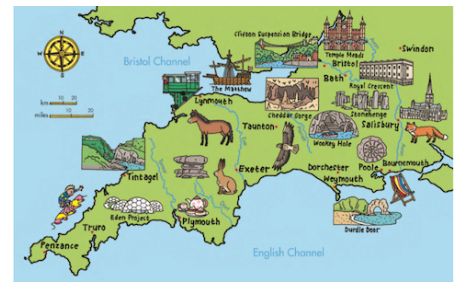 Clifton Suspension Bridge
Temple Meads
Swindon
Bristol
N
W
E
S
Bristol Channel
Bath
Royal Crescent
The Matthew
km 10 20
miles 10 20
Lynmouth
Cheddar Gorge
Stonehenge
Salisbury
Taunton
Wookey Hole
Tintagel
Exeter
Dorchester
Poole
Bournemouth
Weymouth
Eden Project
Plymouth
Truro
Durdle Door
Penzance
English Channel